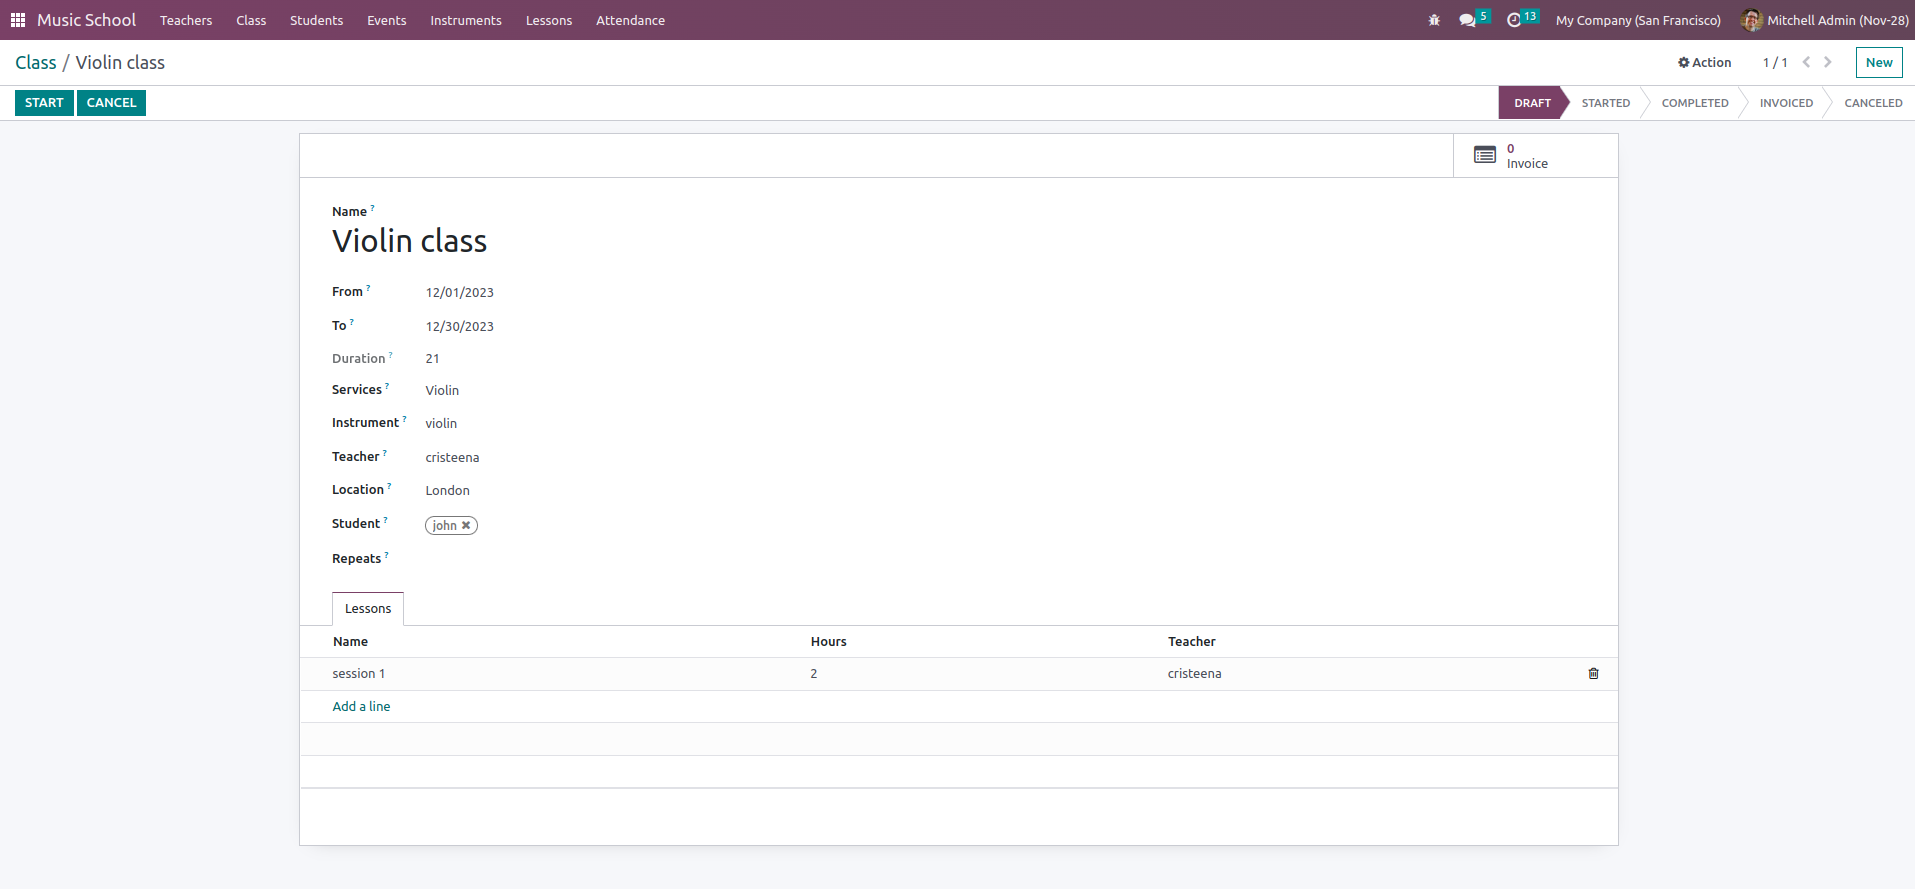 Music School Teachers Class Students Events Instruments Lessons Attendance 5 13 My Company (San Francisco) Mitchell Admin (Nov-28)
Class / Violin class Action 1 / 1 New
START CANCEL DRAFT STARTED COMPLETED INVOICED CANCELED
0
Invoice
Name ?
Violin class
From ? 12/01/2023
To ? 12/30/2023
Duration ? 21
Services ? Violin
Instrument ? violin
Teacher ? cristeena
Location ? London
Student ? john ✖
Repeats ?
Lessons
Name Hours Teacher
session 1 2 cristeena
Add a line